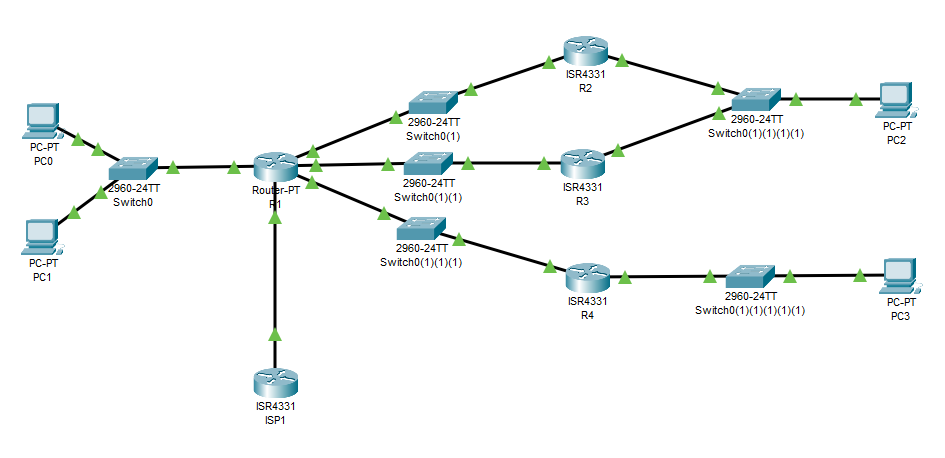 ISR4331
R2
2960-24TT
Switch0(1)
2960-24TT
Switch0(1)(1)(1)(1)
PC-PT
PC2
PC-PT
PC0
2960-24TT
Switch0
Router-PT
R1
2960-24TT
Switch0(1)(1)
ISR4331
R3
PC-PT
PC1
2960-24TT
Switch0(1)(1)(1)
ISR4331
R4
2960-24TT
Switch0(1)(1)(1)(1)(1)
PC-PT
PC3
ISR4331
ISP1